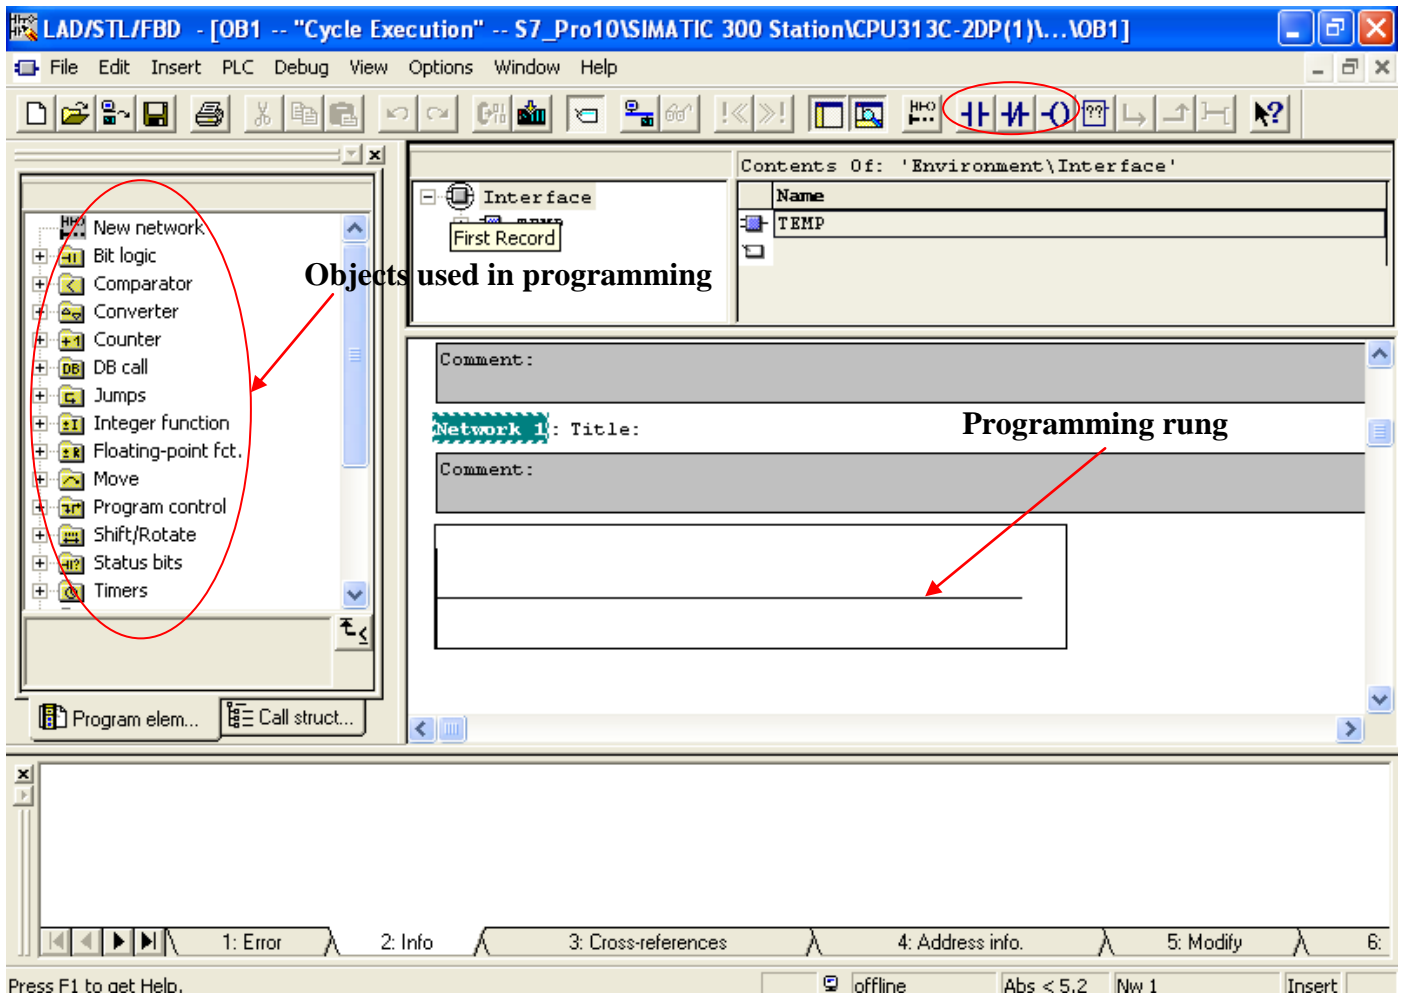 LAD/STL/FBD - [OB1 -- "Cycle Execution" -- S7_Pro10\SIMATIC 300 Station\CPU313C-2DP(1)\...\OB1]
File Edit Insert PLC Debug View Options Window Help
New network
Bit logic
Comparator
Converter
Counter
DB call
Jumps
Integer function
Floating-point fct.
Move
Program control
Shift/Rotate
Status bits
Timers
Program elem...
Call struct...
Objects used in programming
Contents Of: 'Environment\Interface'
Interface
Name
TEMP
First Record
TEMP
Comment:
Network 1: Title:
Programming rung
Comment:
1: Error
2: Info
3: Cross-references
4: Address info.
5: Modify
6:
Press F1 to get Help.
offline
Abs < 5.2
Nw 1
Insert